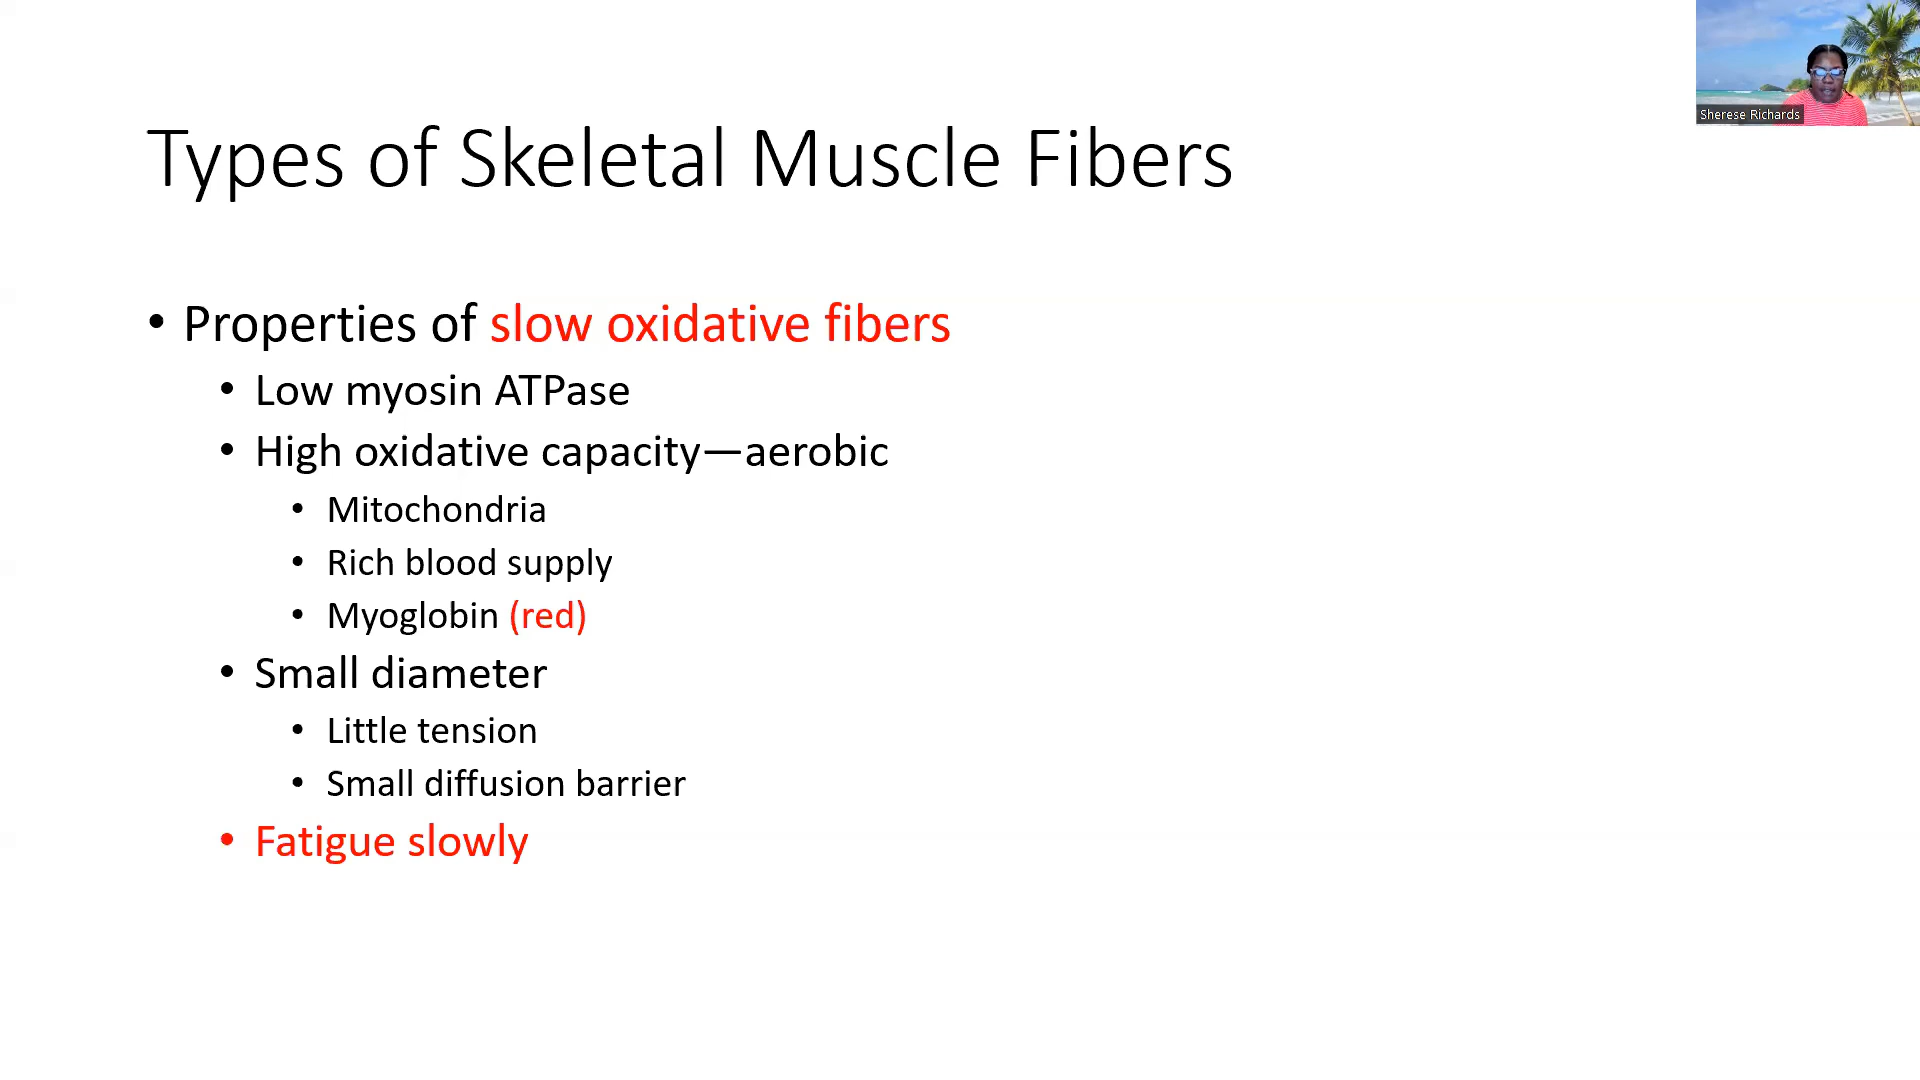 Sherese Richards
Types of Skeletal Muscle Fibers
• Properties of slow oxidative fibers
• Low myosin ATPase
• High oxidative capacity—aerobic
• Mitochondria
• Rich blood supply
• Myoglobin (red)
• Small diameter
• Little tension
• Small diffusion barrier
• Fatigue slowly